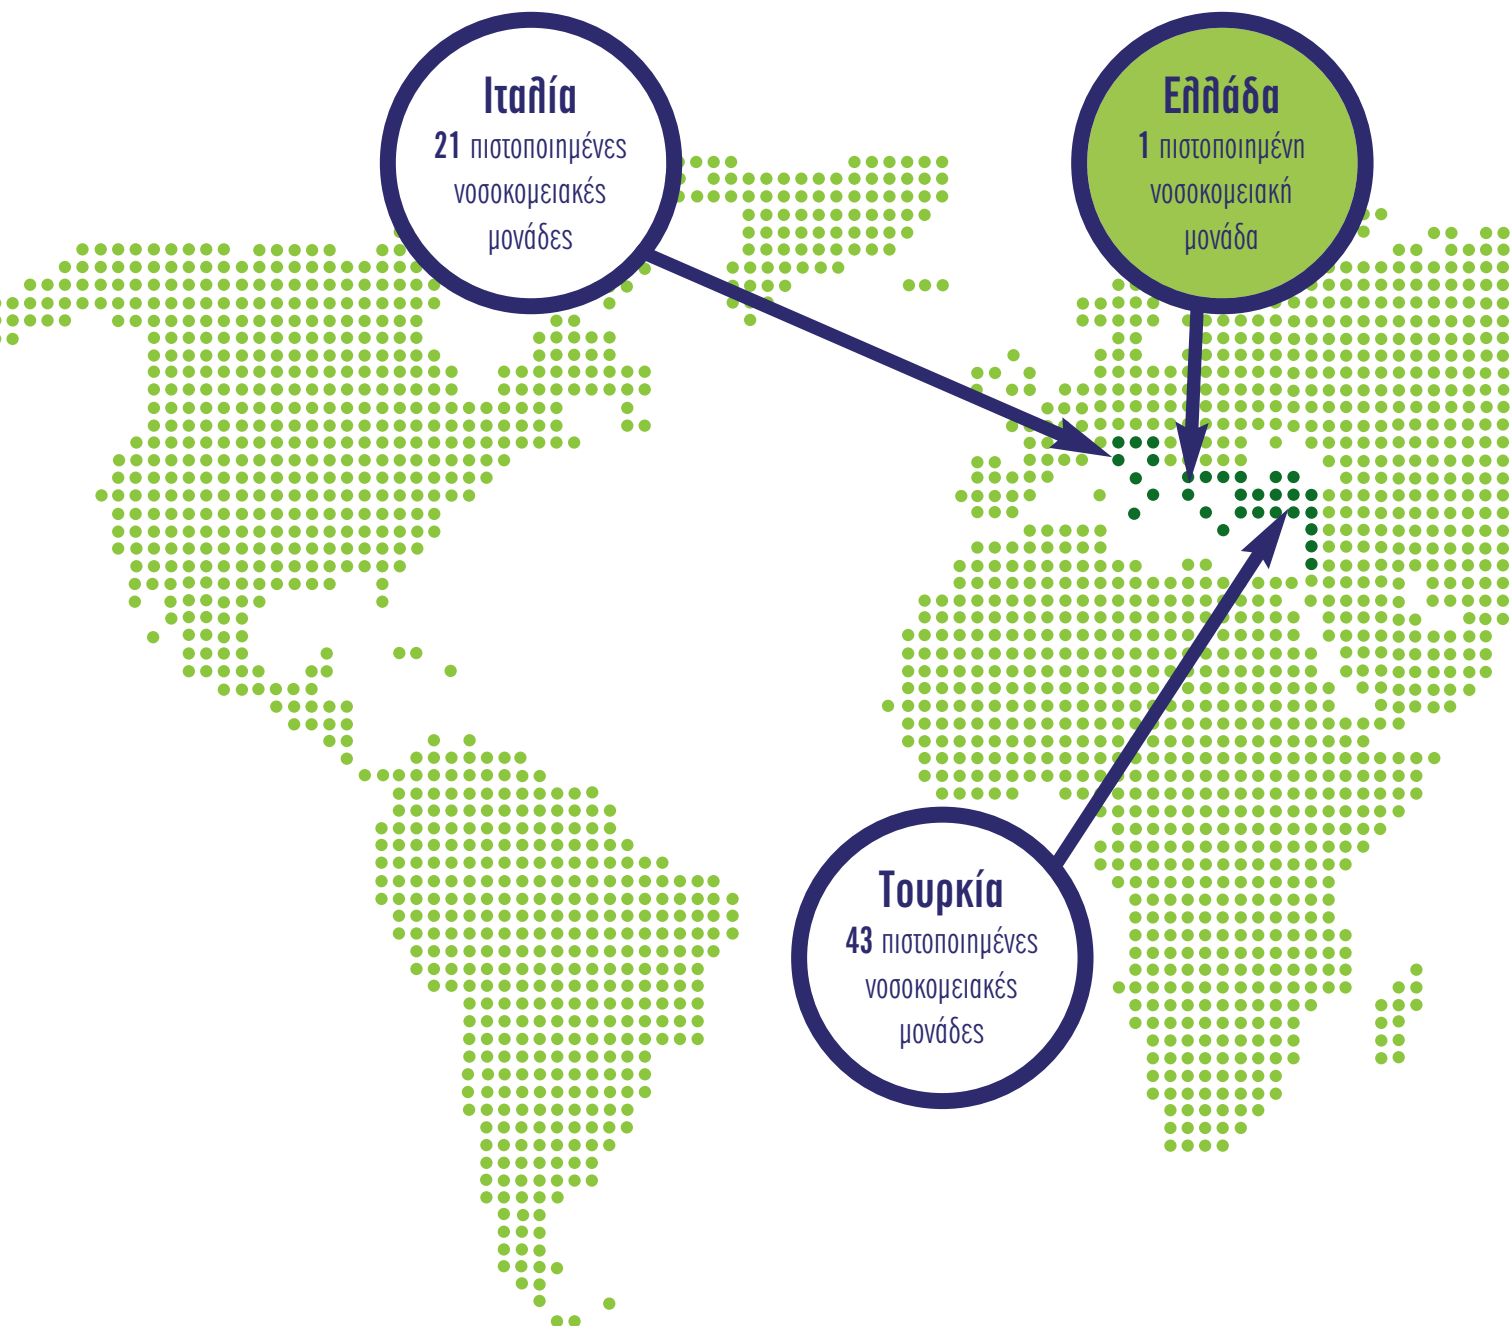 Ιταλία
21 πιστοποιημένες
νοσοκομειακές
μονάδες
Ελλάδα
1 πιστοποιημένη
νοσοκομειακή
μονάδα
Τουρκία
43 πιστοποιημένες
νοσοκομειακές
μονάδες